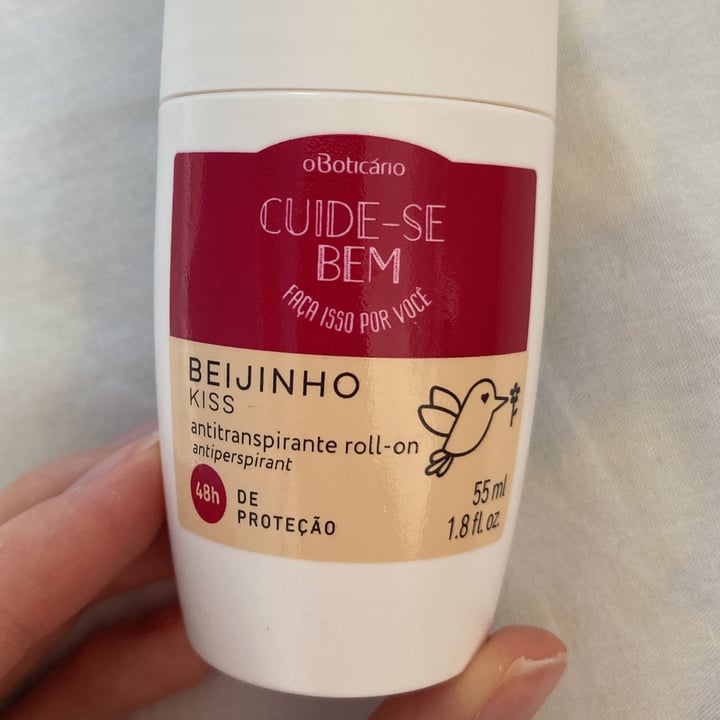 oBoticário
CUIDE-SE
BEM
FAÇA ISSO POR VOCÊ
BEIJINHO
KISS
antitranspirante roll-on
antiperspirant
48h DE
PROTEÇÃO
55 ml
1.8 fl. oz.